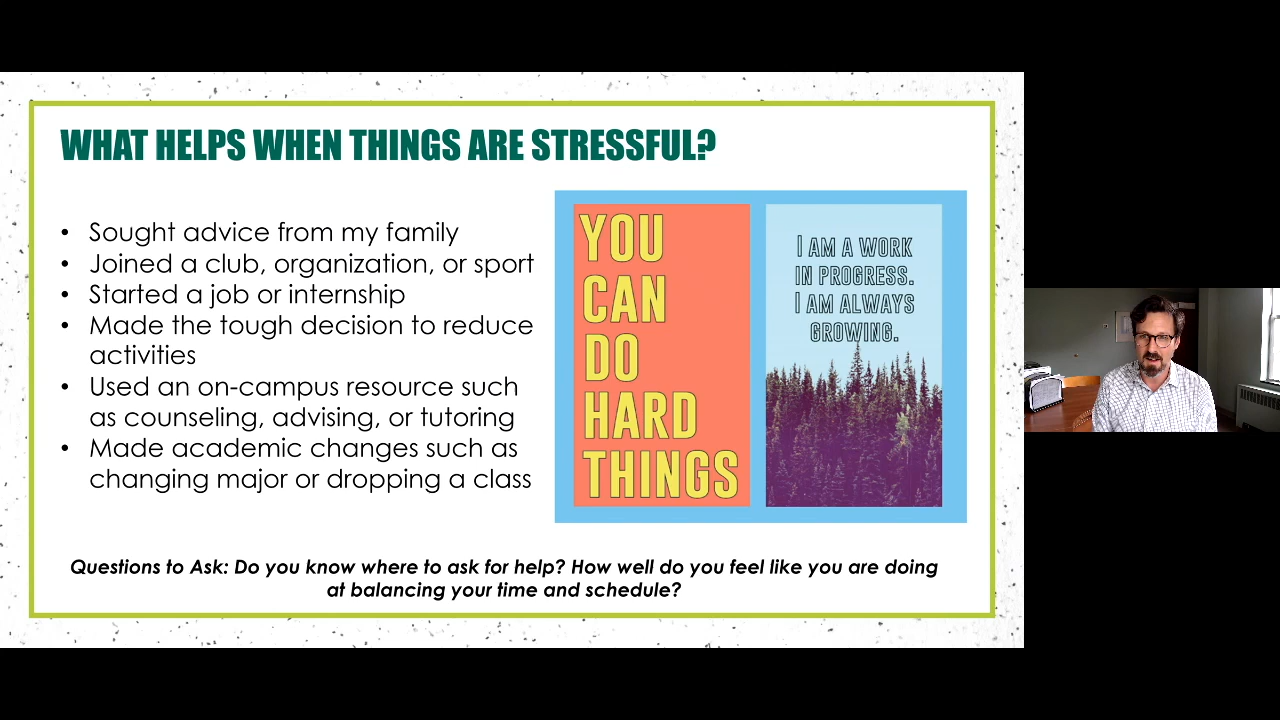 WHAT HELPS WHEN THINGS ARE STRESSFUL?
• Sought advice from my family
• Joined a club, organization, or sport
• Started a job or internship
• Made the tough decision to reduce
activities
• Used an on-campus resource such
as counseling, advising, or tutoring
• Made academic changes such as
changing major or dropping a class
YOU
CAN
DO
HARD
THINGS
I AM A WORK
IN PROGRESS.
I AM ALWAYS
GROWING.
Questions to Ask: Do you know where to ask for help? How well do you feel like you are doing
at balancing your time and schedule?